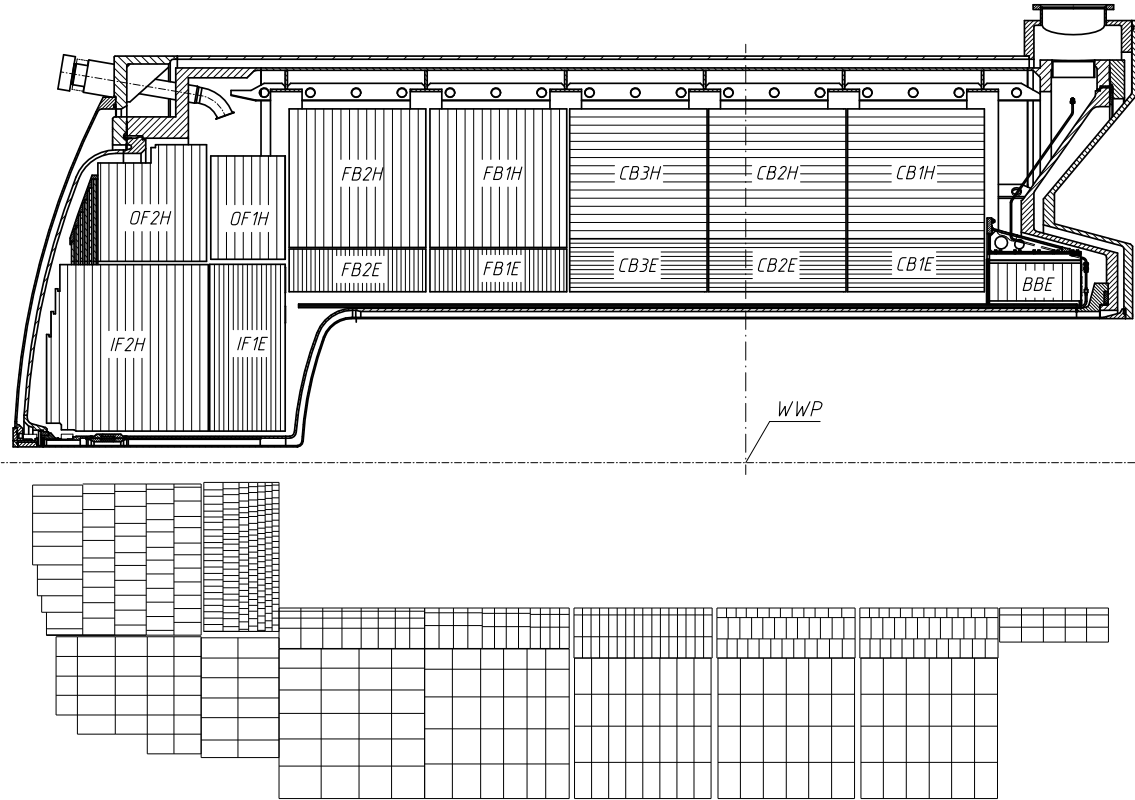 FB2H FB1H CB3H CB2H CB1H
OF2H OF1H
FB2E FB1E CB3E CB2E CB1E
BBE
IF2H IF1E
WWP